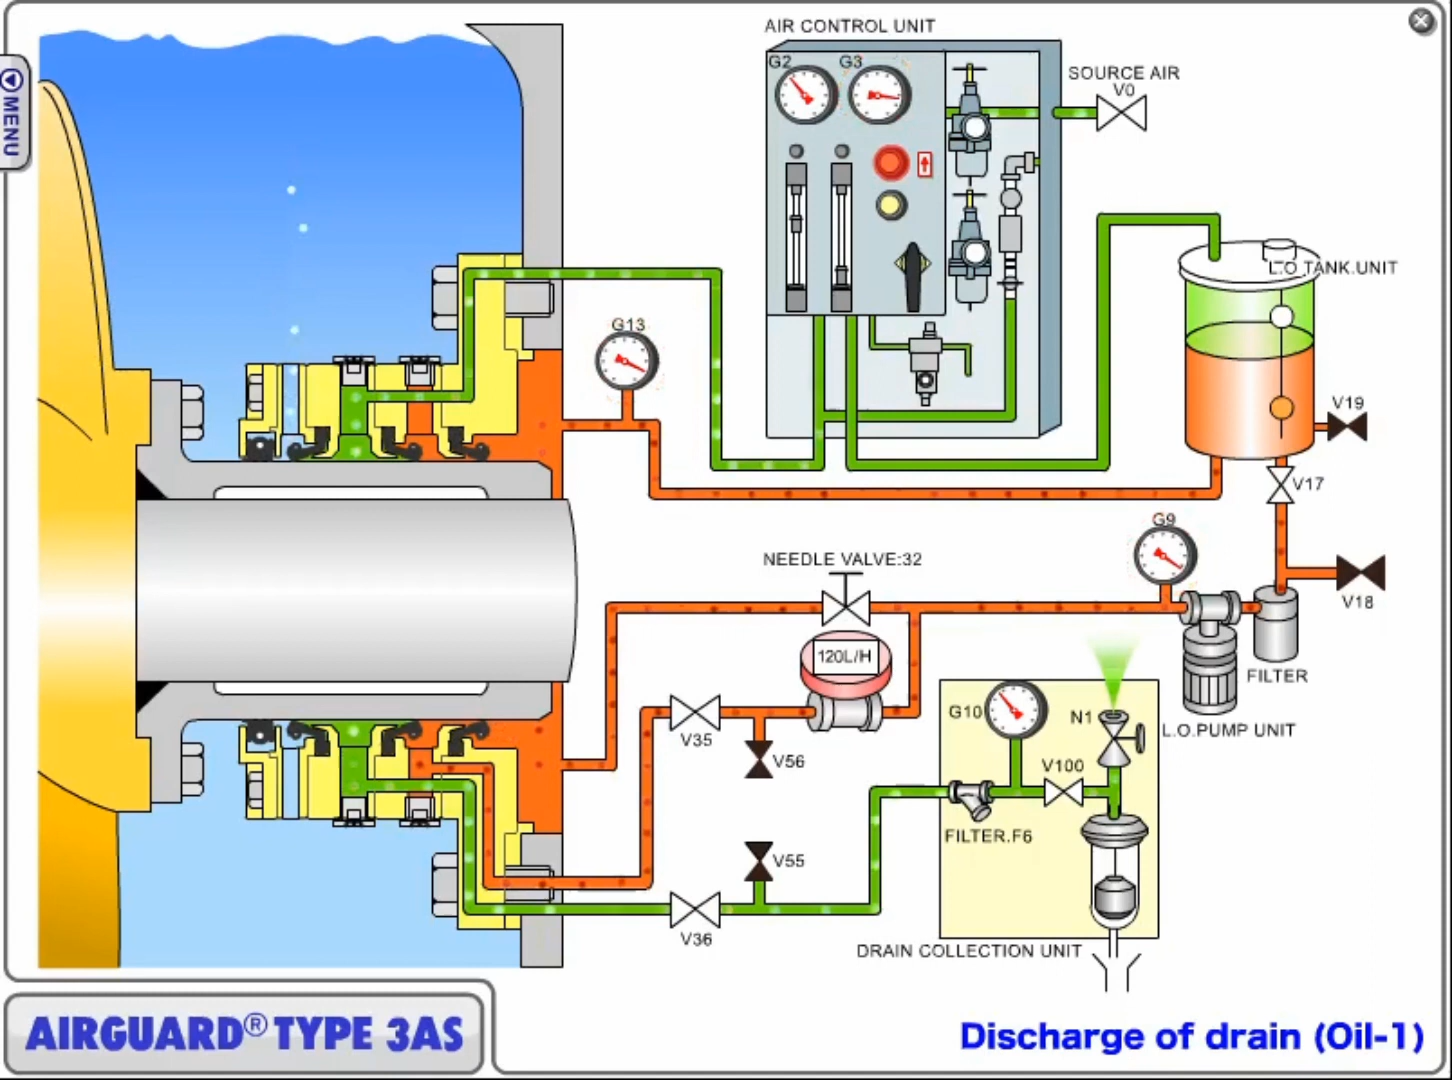 AIR CONTROL UNIT
G2
G3
SOURCE AIR
V0
MENU
L.O.TANK.UNIT
G13
V19
V17
G9
NEEDLE VALVE:32
V18
120L/H
FILTER
G10
N1
L.O.PUMP UNIT
V35
V56
V100
FILTER.F6
V55
V36
DRAIN COLLECTION UNIT
AIRGUARD® TYPE 3AS
Discharge of drain (Oil-1)